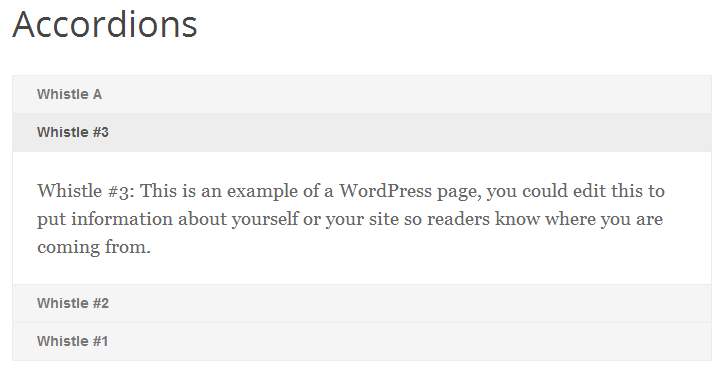 Accordions
Whistle A
Whistle #3
Whistle #3: This is an example of a WordPress page, you could edit this to
put information about yourself or your site so readers know where you are
coming from.
Whistle #2
Whistle #1